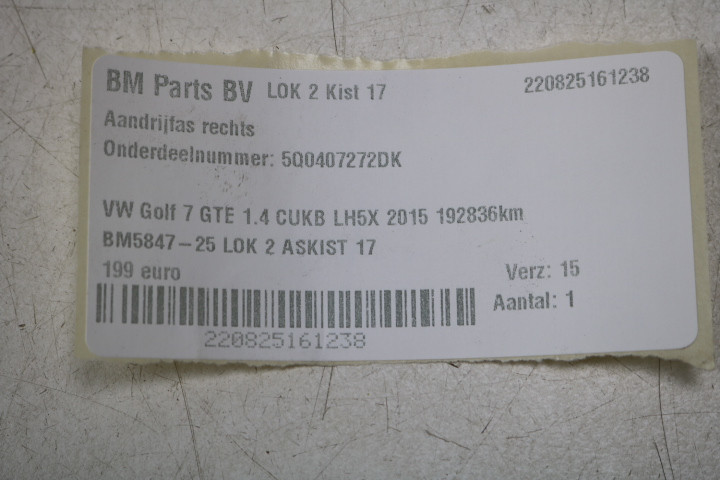 BM Parts BV LOK 2 Kist 17 220825161238
Aandrijfas rechts
Onderdeelnummer: 5Q0407272DK
VW Golf 7 GTE 1.4 CUKB LH5X 2015 192836km
BM5847-25 LOK 2 ASKIST 17
199 euro Verz: 15
Aantal: 1
220825161238